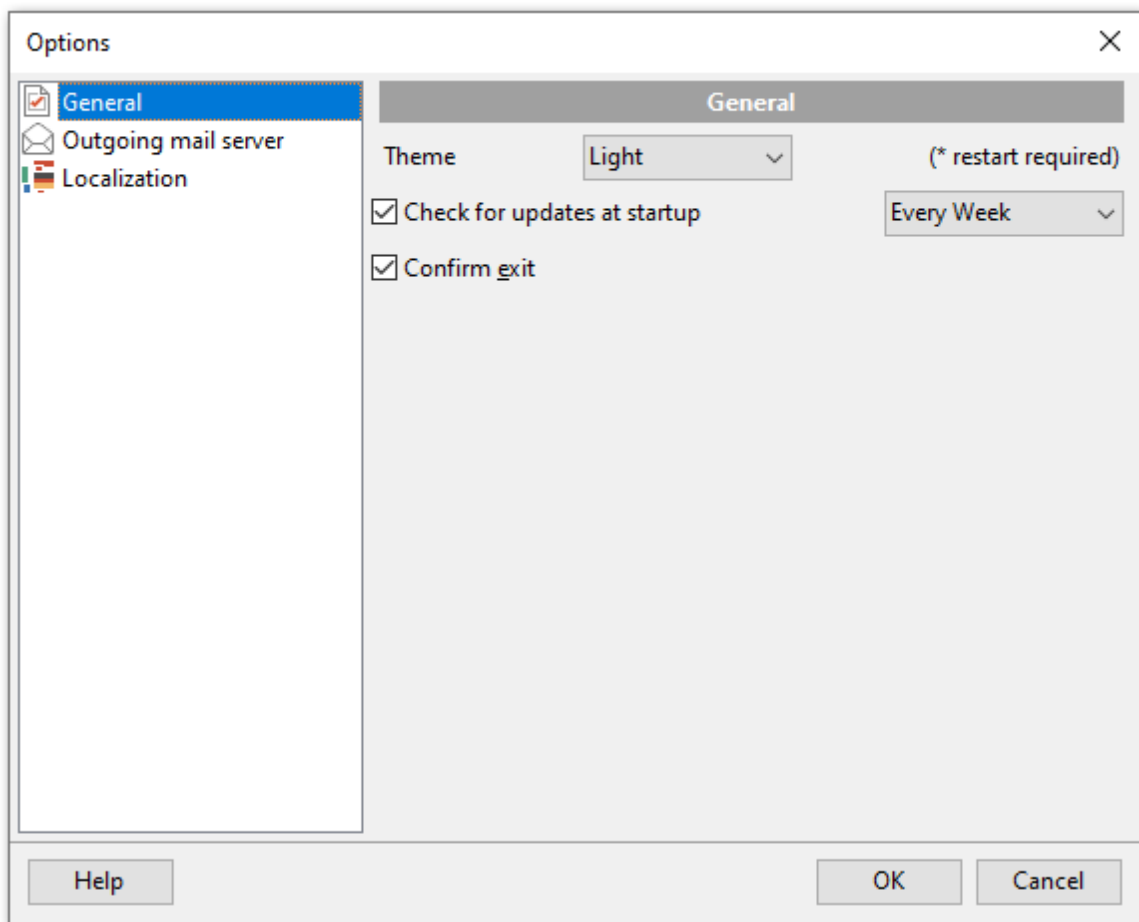 Options
General
Outgoing mail server
Localization
General
Theme Light (* restart required)
Check for updates at startup Every Week
Confirm exit
Help OK Cancel